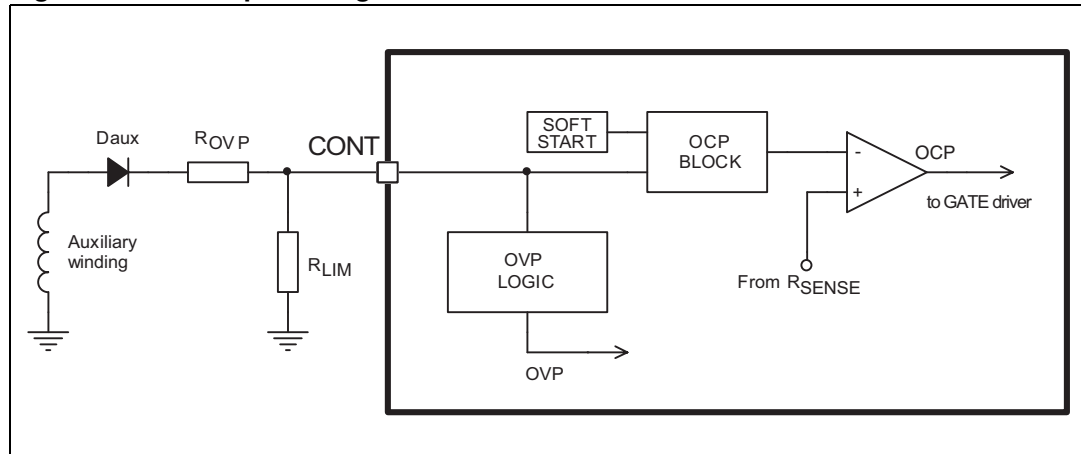 Daux
ROVP
CONT
SOFT
START
OCP
BLOCK
-
+
OCP
to GATE driver
Auxiliary
winding
RLIM
OVP
LOGIC
From RSENSE
OVP